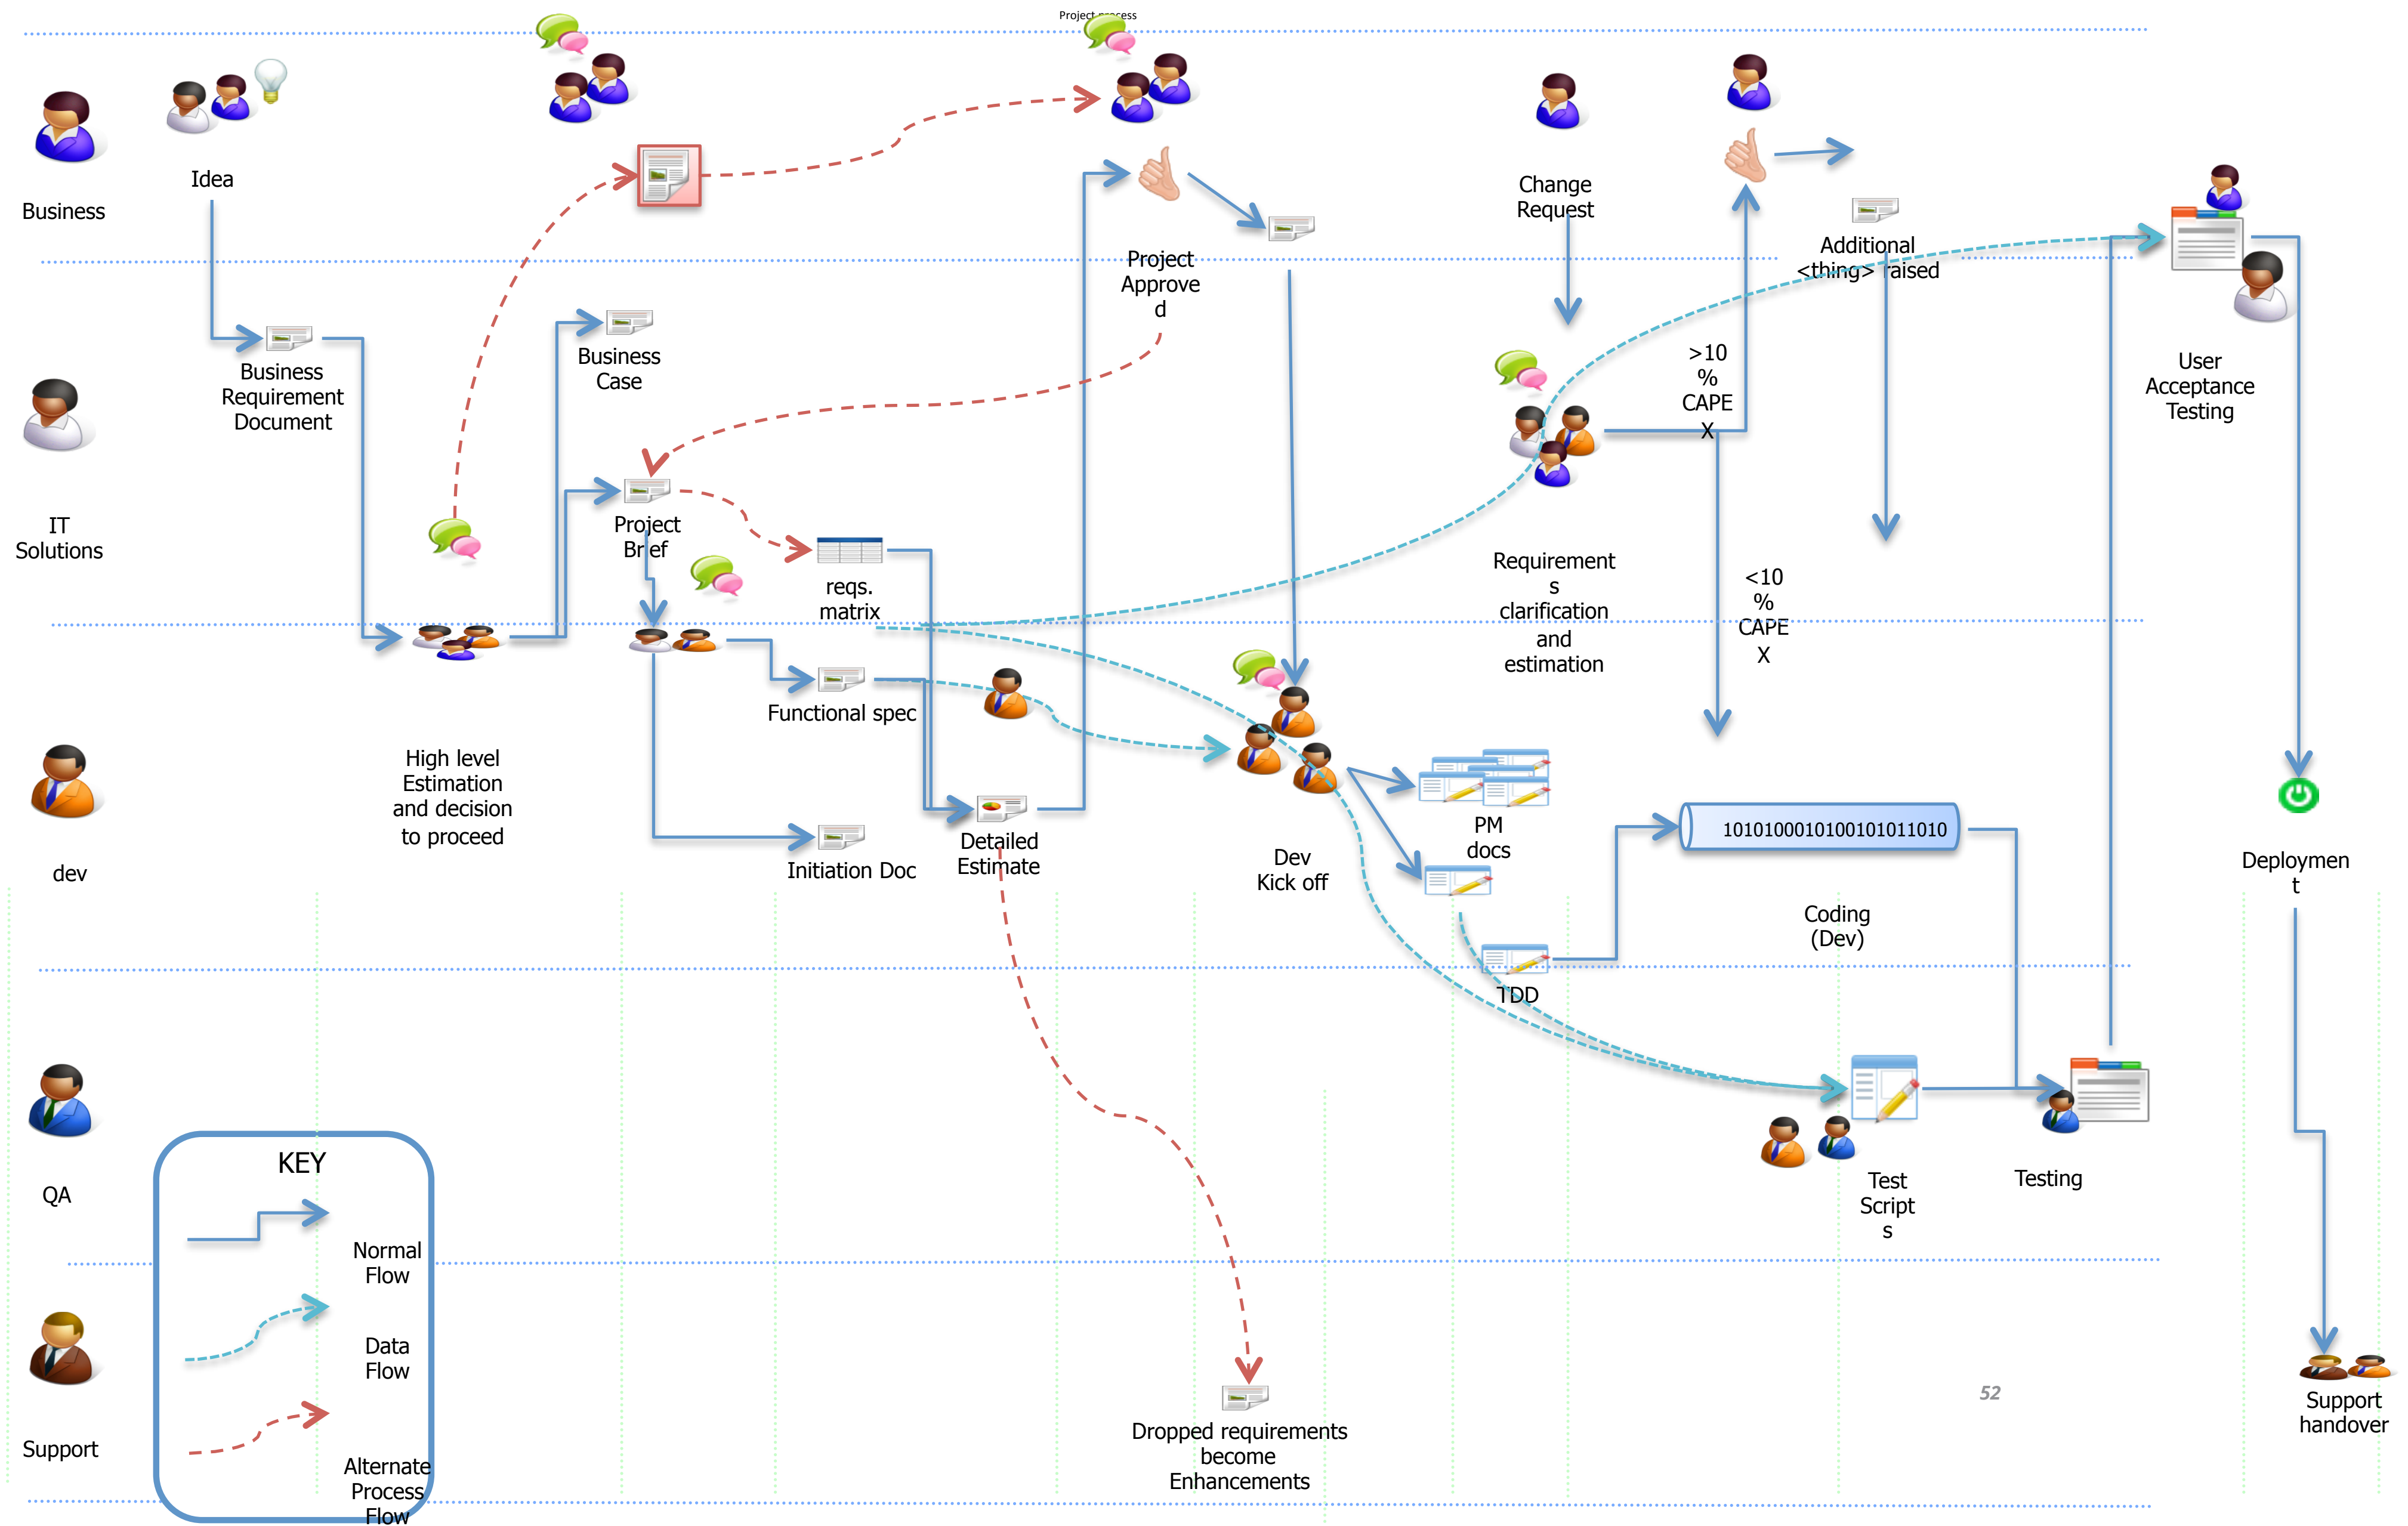 Project process
Idea
Business
Change
Request
Project
Approve
d
Additional
<thing> raised
Business
Requirement
Document
Business
Case
>10
%
CAPE
X
User
Acceptance
Testing
IT
Solutions
Project
Brief
reqs.
matrix
Requirement
s
clarification
and
estimation
<10
%
CAPE
X
Functional spec
High level
Estimation
and decision
to proceed
dev
Initiation Doc
Detailed
Estimate
Dev
Kick off
PM
docs
1010100010100101011010
Coding
(Dev)
Deploymen
t
TDD
QA
Test
Script
s
Testing
KEY
Normal
Flow
Data
Flow
Alternate
Process
Flow
Support
Dropped requirements
become
Enhancements
52
Support
handover